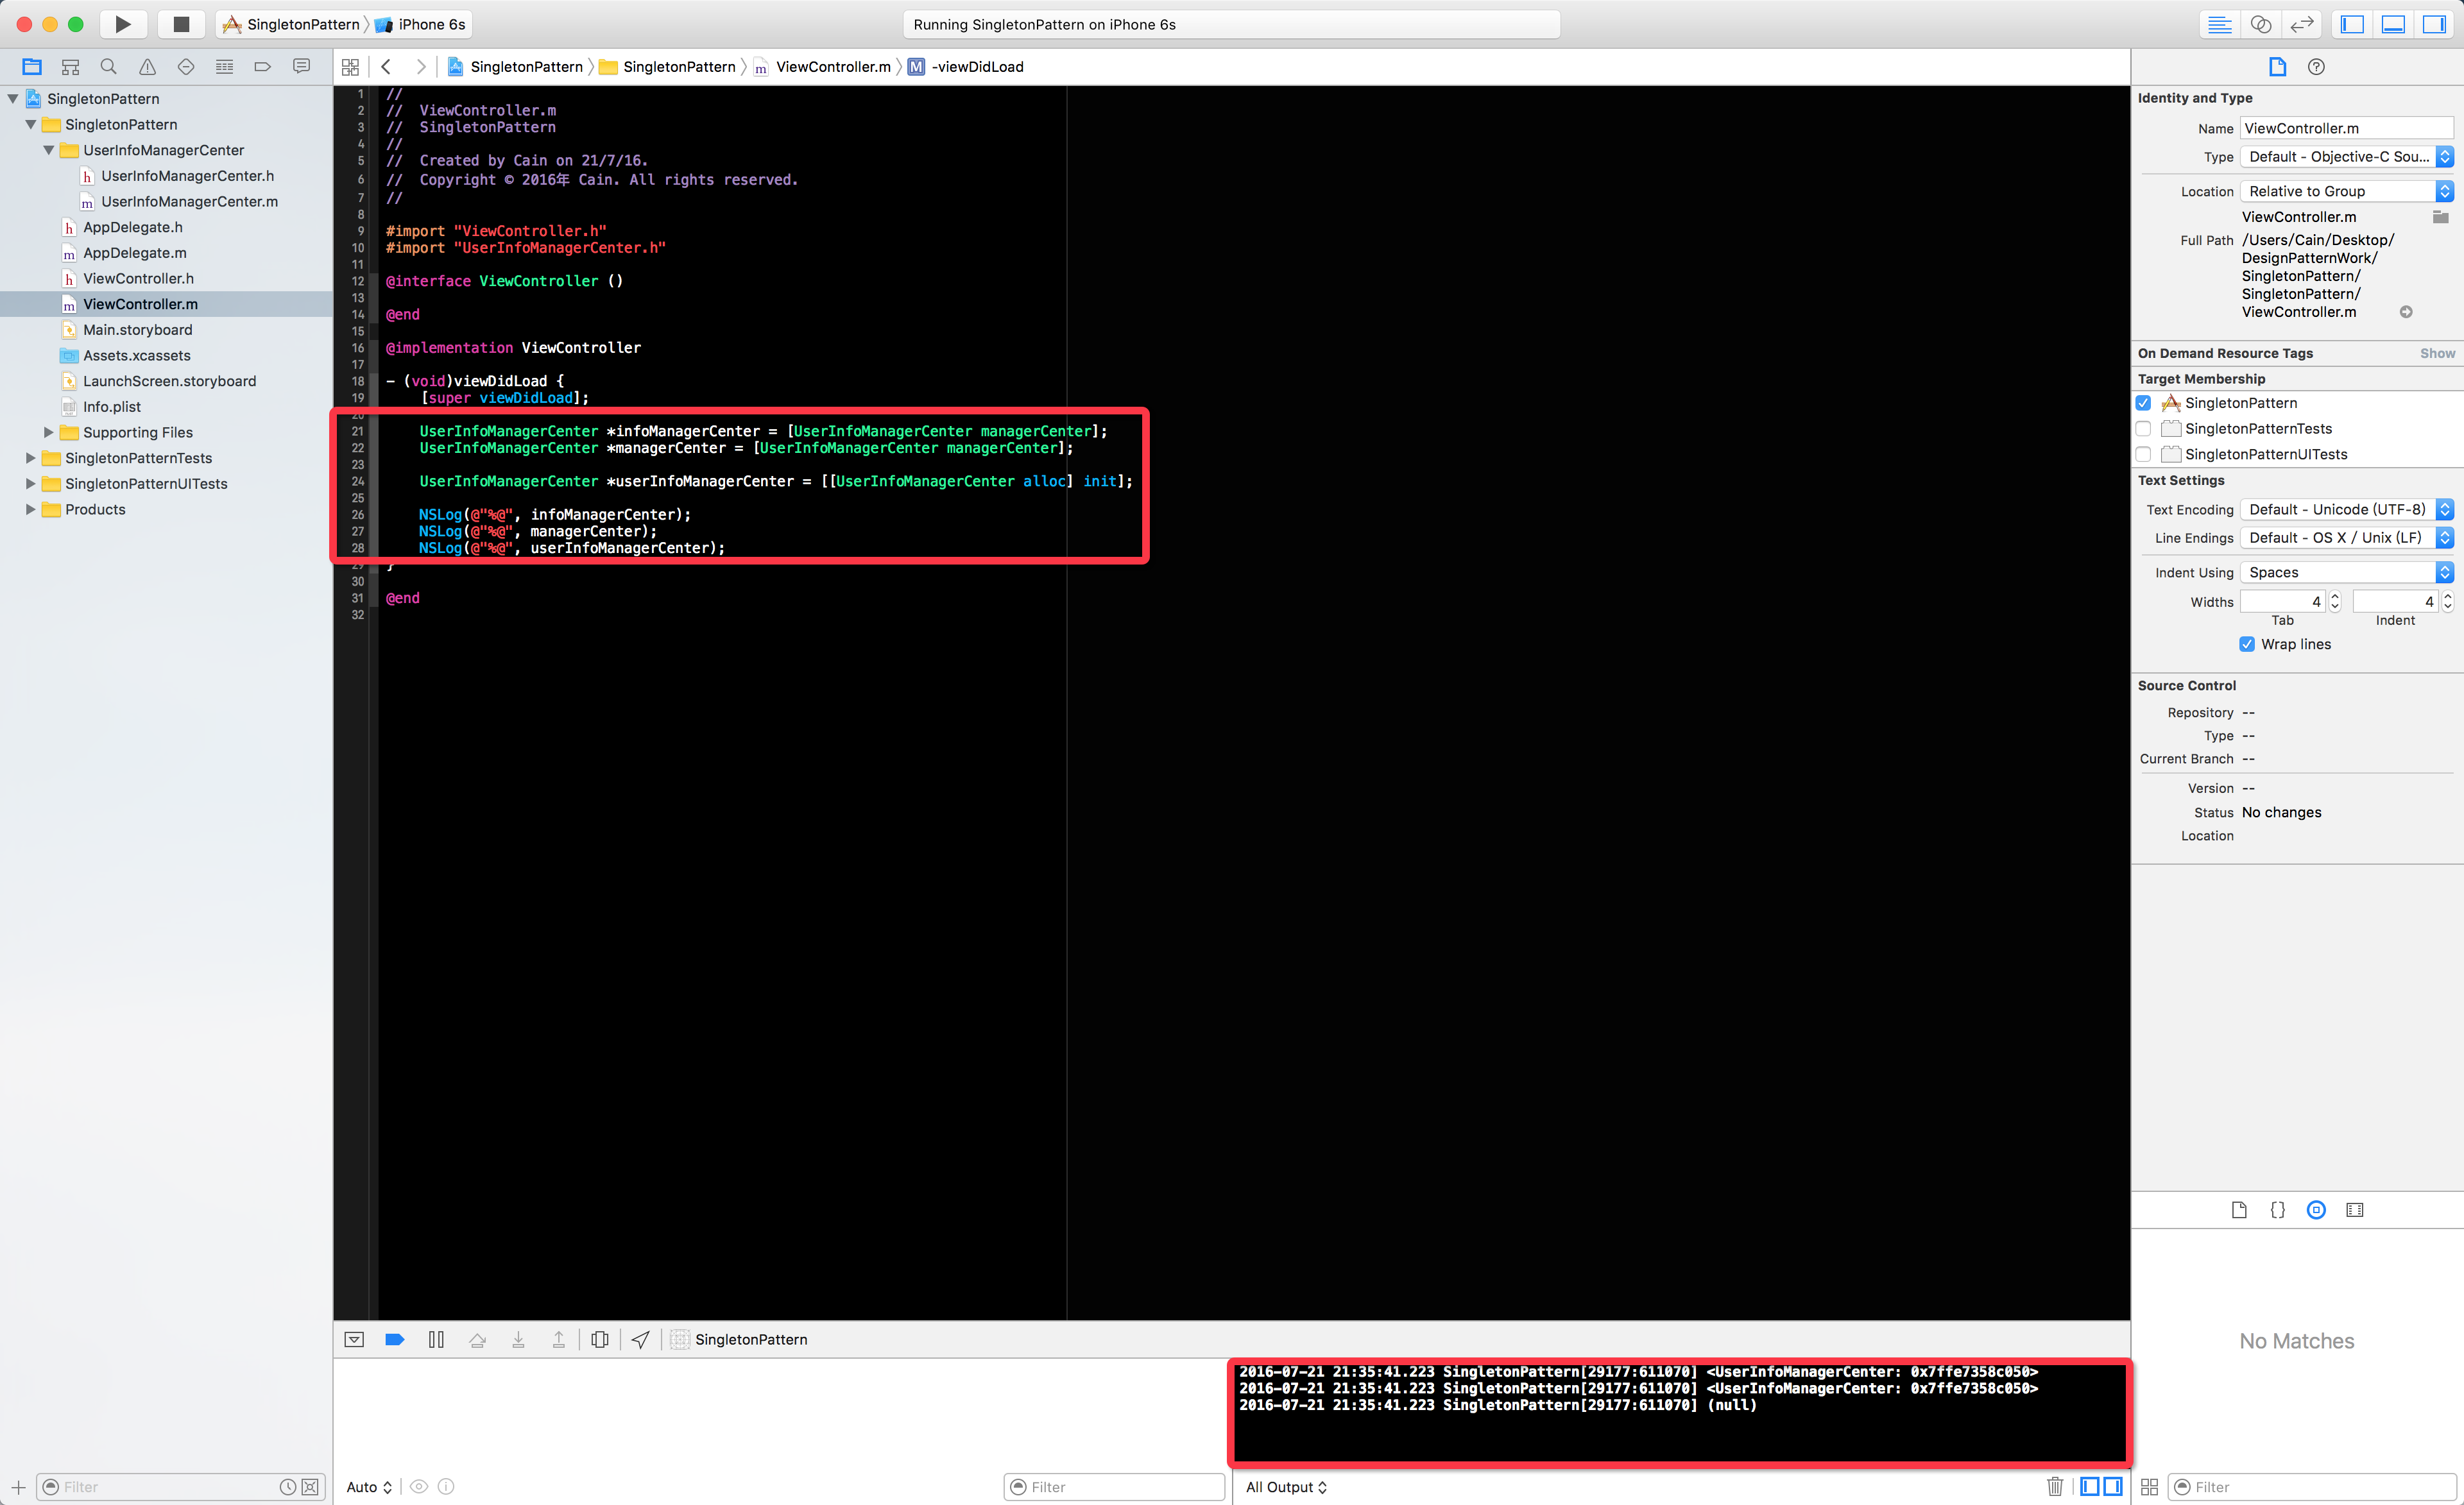 SingletonPattern iPhone 6s
Running SingletonPattern on iPhone 6s
SingletonPattern SingletonPattern ViewController.m M -viewDidLoad
SingletonPattern
SingletonPattern
UserInfoManagerCenter
h UserInfoManagerCenter.h
m UserInfoManagerCenter.m
h AppDelegate.h
m AppDelegate.m
h ViewController.h
m ViewController.m
Main.storyboard
Assets.xcassets
LaunchScreen.storyboard
Info.plist
Supporting Files
SingletonPatternTests
SingletonPatternUITests
Products
Filter
1 //
2 //  ViewController.m
3 //  SingletonPattern
4 //
5 //  Created by Cain on 21/7/16.
6 //  Copyright © 2016年 Cain. All rights reserved.
7 //
8
9 #import "ViewController.h"
10 #import "UserInfoManagerCenter.h"
11
12 @interface ViewController ()
13
14 @end
15
16 @implementation ViewController
17
18 - (void)viewDidLoad {
19     [super viewDidLoad];
20
21     UserInfoManagerCenter *infoManagerCenter = [UserInfoManagerCenter managerCenter];
22     UserInfoManagerCenter *managerCenter = [UserInfoManagerCenter managerCenter];
23
24     UserInfoManagerCenter *userInfoManagerCenter = [[UserInfoManagerCenter alloc] init];
25
26     NSLog(@"%@", infoManagerCenter);
27     NSLog(@"%@", managerCenter);
28     NSLog(@"%@", userInfoManagerCenter);
29 }
30
31 @end
32
SingletonPattern
2016-07-21 21:35:41.223 SingletonPattern[29177:611070] <UserInfoManagerCenter: 0x7ffe7358c050>
2016-07-21 21:35:41.223 SingletonPattern[29177:611070] <UserInfoManagerCenter: 0x7ffe7358c050>
2016-07-21 21:35:41.223 SingletonPattern[29177:611070] (null)
Auto
Filter
All Output
Identity and Type
Name ViewController.m
Type Default - Objective-C Sou...
Location Relative to Group
ViewController.m
Full Path /Users/Cain/Desktop/
DesignPatternWork/
SingletonPattern/
SingletonPattern/
ViewController.m
On Demand Resource Tags Show
Target Membership
SingletonPattern
SingletonPatternTests
SingletonPatternUITests
Text Settings
Text Encoding Default - Unicode (UTF-8)
Line Endings Default - OS X / Unix (LF)
Indent Using Spaces
Widths 4 4
Tab Indent
Wrap lines
Source Control
Repository --
Type --
Current Branch --
Version --
Status No changes
Location
{}
No Matches
Filter